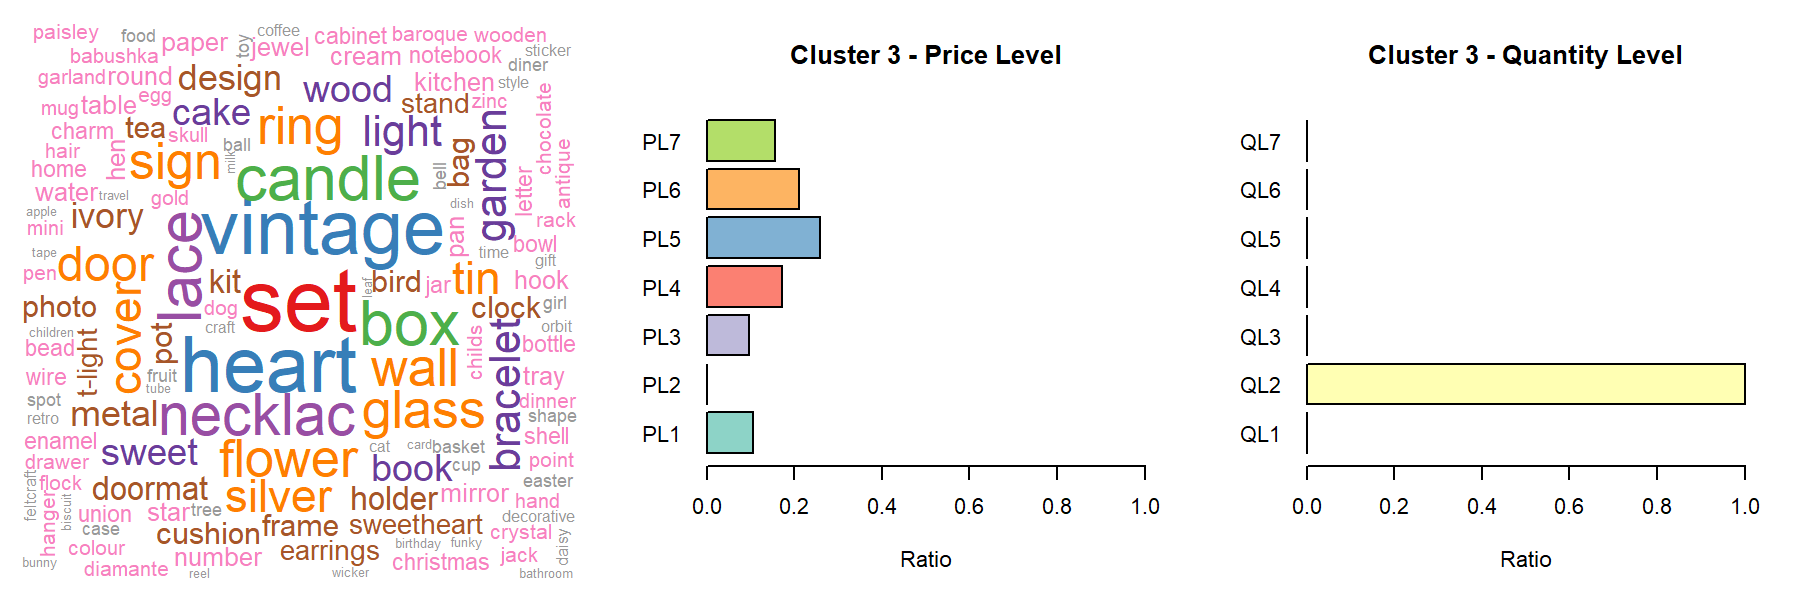 paisley food toy coffee cabinet baroque wooden
babushka paper jewel cream notebook sticker
garland round design wood kitchen diner style
mug table egg cake ring light stand zinc chocolate
charm tea skull ball garden
hair hen sign milk candle bag bell antique
home water travel gold letter
apple ivory lace vintage dish rack
mini pan bowl
tape door time gift
pen kit set leaf bird jar tin hook
photo cover dog box clock girl
children pot craft orbit
bead t-light heart wall childs bottle
wire fruit tube bracelet tray
spot dinner
retro metal necklac glass shape
enamel sweet flower cat card basket shell
drawer book cup point
feltcraft flock doormat silver holder mirror easter
hanger biscuit union star tree hand
case cushion frame sweetheart decorative
colour number earrings birthday funky crystal daisy
bunny diamante reel wicker christmas jack bathroom
Cluster 3 - Price Level
PL7
PL6
PL5
PL4
PL3
PL2
PL1
0.0 0.2 0.4 0.6 0.8 1.0
Ratio
Cluster 3 - Quantity Level
QL7
QL6
QL5
QL4
QL3
QL2
QL1
0.0 0.2 0.4 0.6 0.8 1.0
Ratio